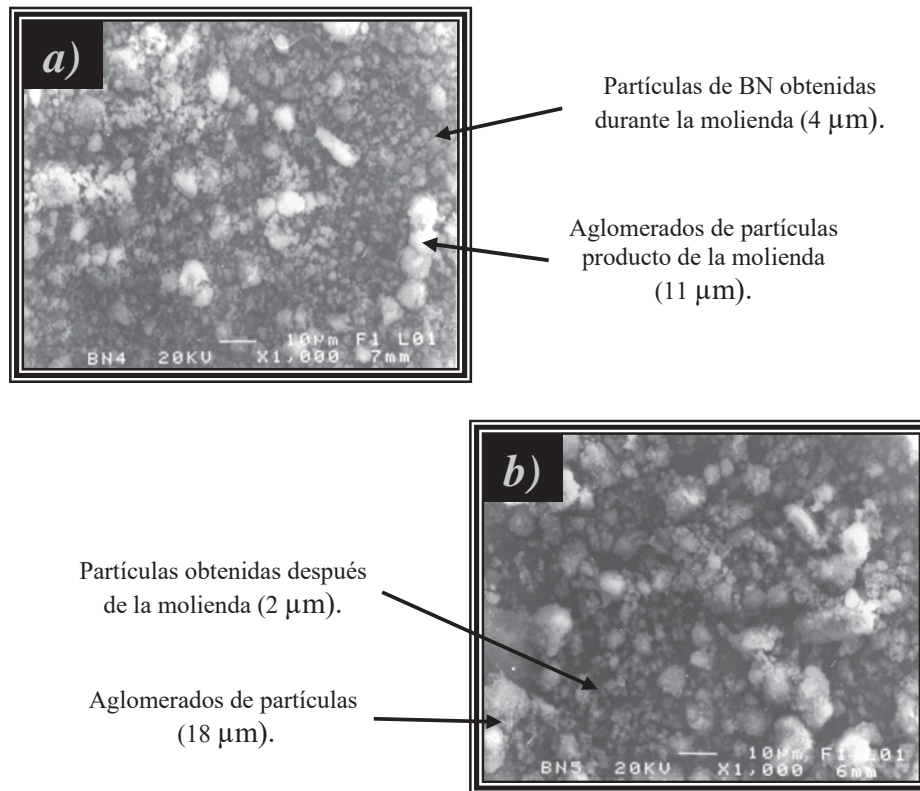 a)
Partículas de BN obtenidas
durante la molienda (4 µm).
Aglomerados de partículas
producto de la molienda
(11 µm).
10µm F1 L01
BN4 20KV X1,000 7mm
b)
Partículas obtenidas después
de la molienda (2 µm).
Aglomerados de partículas
(18 µm).
10µm F1 L01
BN5 20KV X1,000 6mm